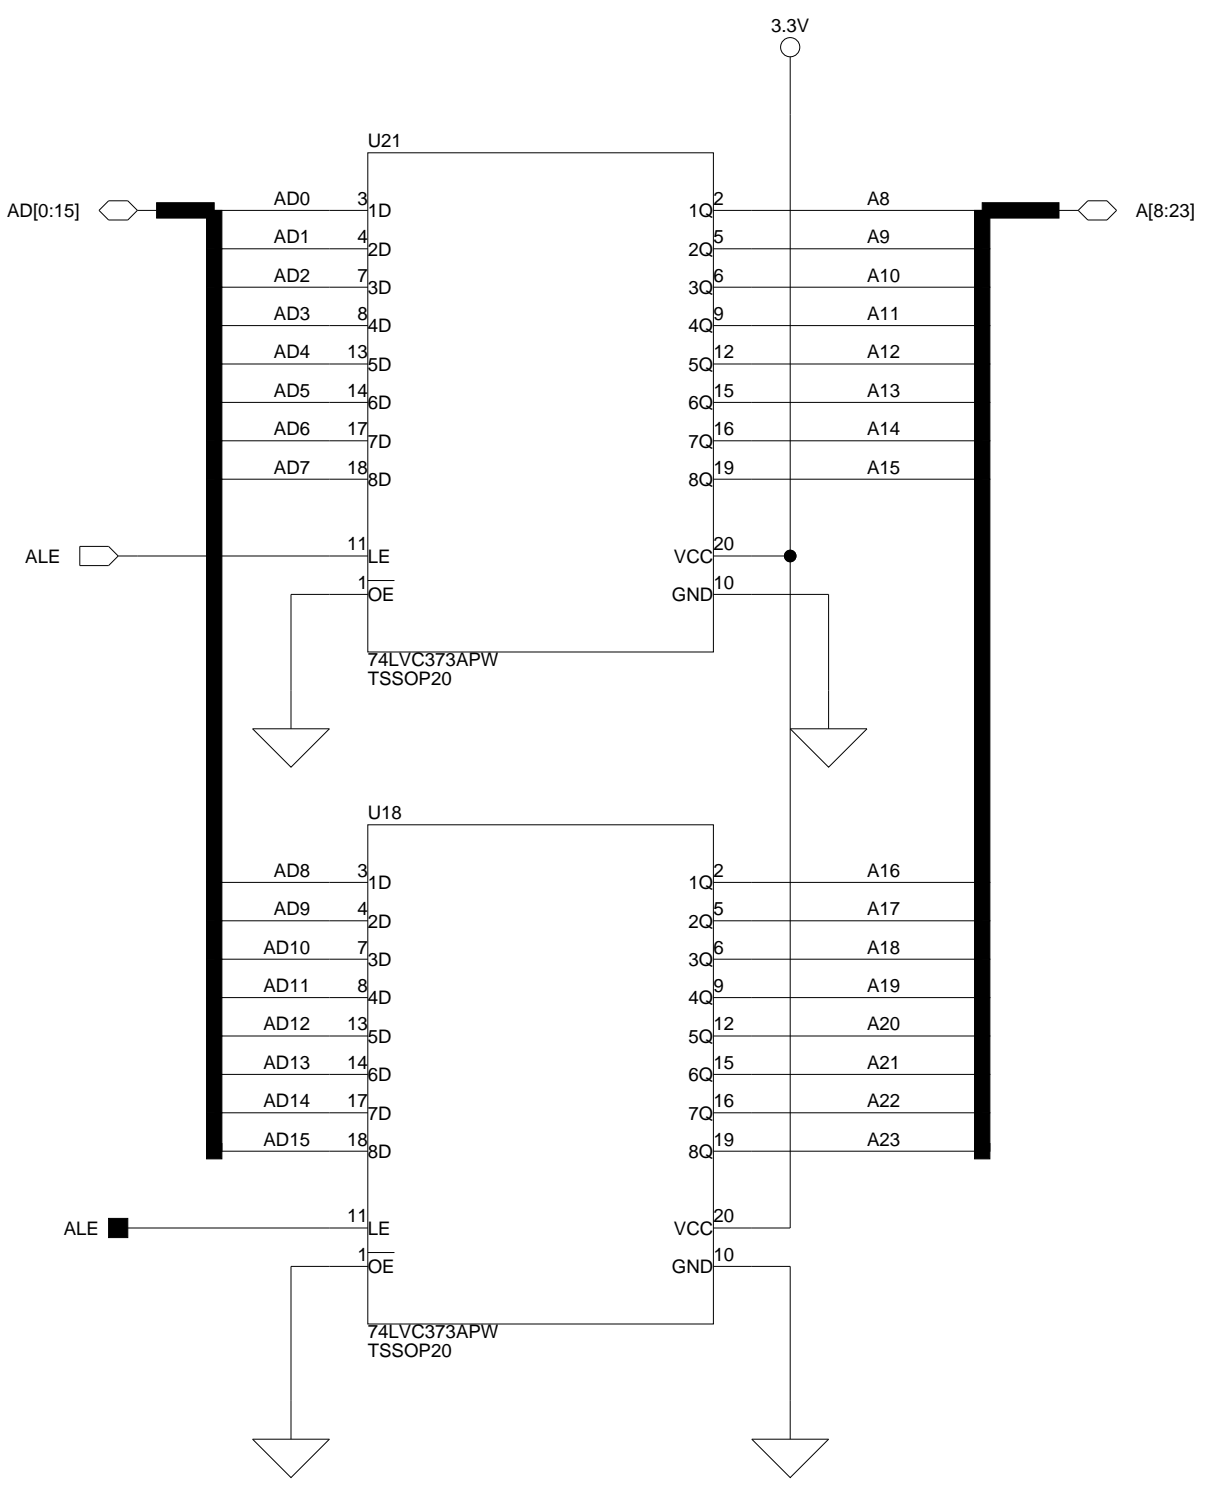 3.3V
U21
AD[0:15] AD0 3 1D 1Q 2 A8 A[8:23]
AD1 4 2D 2Q 5 A9
AD2 7 3D 3Q 6 A10
AD3 8 4D 4Q 9 A11
AD4 13 5D 5Q 12 A12
AD5 14 6D 6Q 15 A13
AD6 17 7D 7Q 16 A14
AD7 18 8D 8Q 19 A15
ALE 11 LE VCC 20
1 OE GND 10
74LVC373APW
TSSOP20
U18
AD8 3 1D 1Q 2 A16
AD9 4 2D 2Q 5 A17
AD10 7 3D 3Q 6 A18
AD11 8 4D 4Q 9 A19
AD12 13 5D 5Q 12 A20
AD13 14 6D 6Q 15 A21
AD14 17 7D 7Q 16 A22
AD15 18 8D 8Q 19 A23
ALE 11 LE VCC 20
1 OE GND 10
74LVC373APW
TSSOP20